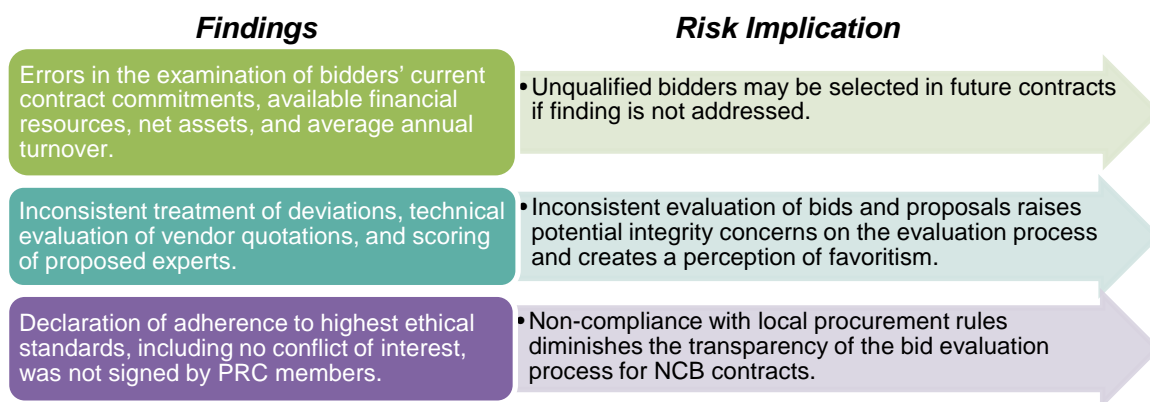 Findings
Risk Implication
Errors in the examination of bidders’ current
contract commitments, available financial
resources, net assets, and average annual
turnover.
•Unqualified bidders may be selected in future contracts
if finding is not addressed.
Inconsistent treatment of deviations, technical
evaluation of vendor quotations, and scoring
of proposed experts.
•Inconsistent evaluation of bids and proposals raises
potential integrity concerns on the evaluation process
and creates a perception of favoritism.
Declaration of adherence to highest ethical
standards, including no conflict of interest,
was not signed by PRC members.
•Non-compliance with local procurement rules
diminishes the transparency of the bid evaluation
process for NCB contracts.